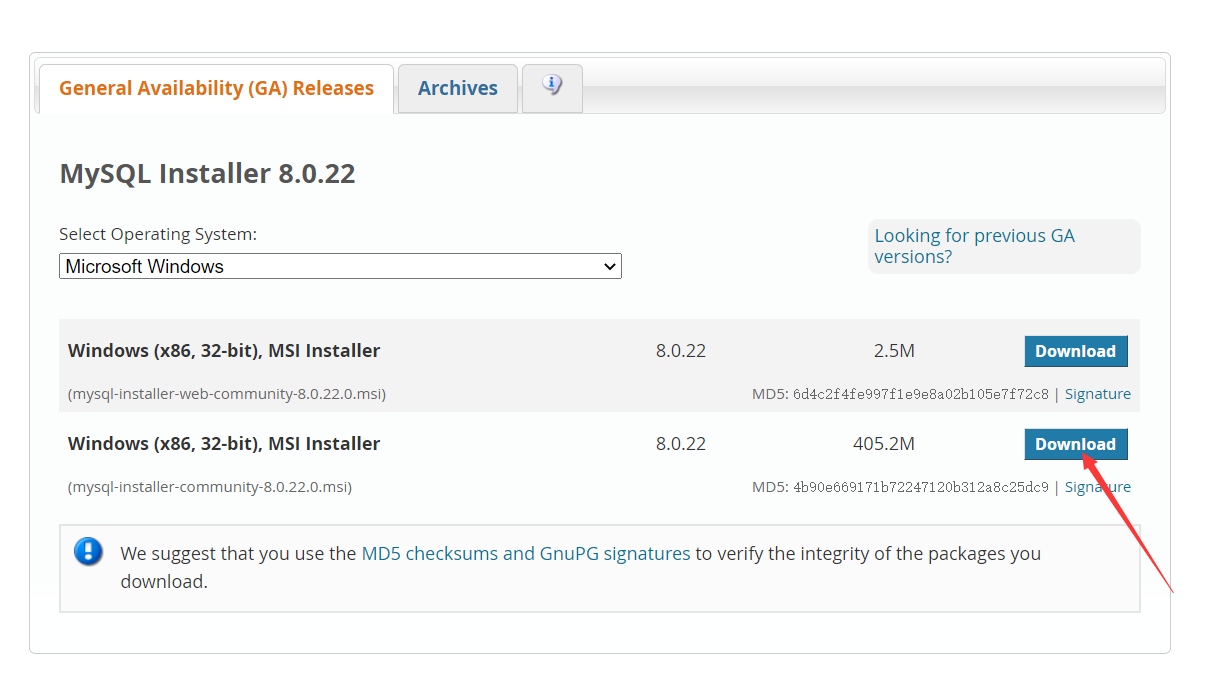 General Availability (GA) Releases
Archives
MySQL Installer 8.0.22
Select Operating System:
Looking for previous GA
versions?
Microsoft Windows
Windows (x86, 32-bit), MSI Installer 8.0.22 2.5M Download
(mysql-installer-web-community-8.0.22.0.msi) MD5: 6d4c2f4fe997f1e9e8a02b105e7f72c8 | Signature
Windows (x86, 32-bit), MSI Installer 8.0.22 405.2M Download
(mysql-installer-community-8.0.22.0.msi) MD5: 4b90e669171b72247120b312a8c25dc9 | Signature
We suggest that you use the MD5 checksums and GnuPG signatures to verify the integrity of the packages you
download.